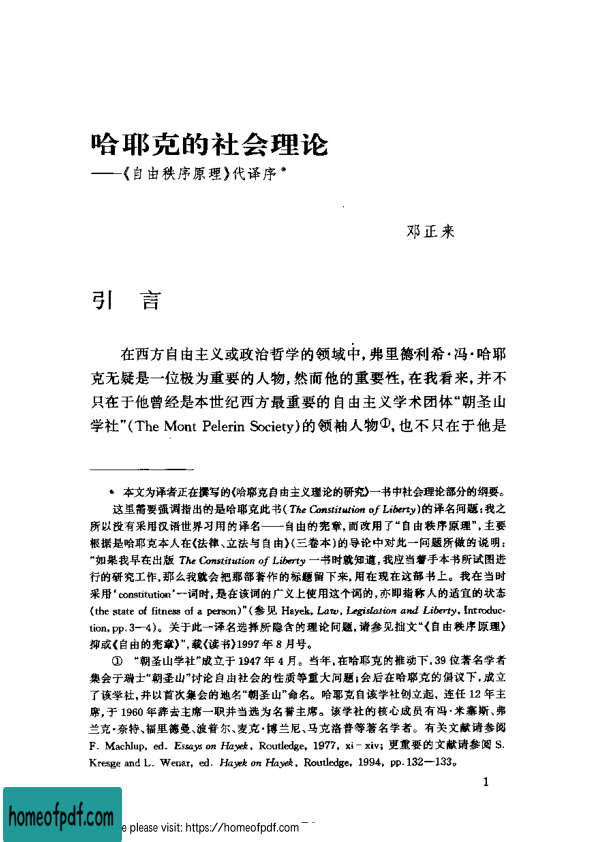 哈耶克的社会理论
——《自由秩序原理》代译序*
邓正来
引 言
在西方自由主义或政治哲学的领域中，弗里德利希·冯·哈耶
克无疑是一位极为重要的人物，然而他的重要性，在我看来，并不
只在于他曾经是本世纪西方最重要的自由主义学术团体“朝圣山
学社”(The Mont Pelerin Society)的领袖人物①，也不只在于他是
* 本文为译者正在撰写的《哈耶克自由主义理论的研究》一书中社会理论部分的纲要。
这里需要强调指出的是哈耶克此书(The Constitution of Liberty)的译名问题：我之
所以没有采用汉语世界习用的译名——自由的宪章，而改用了“自由秩序原理”，主要
根据是哈耶克本人在《法律、立法与自由》(三卷本)的导论中对此一问题所做的说明：
“如果我早在出版 The Constitution of Liberty 一书时就知道，我应当着手本书所试图进
行的研究工作，那么我就会把那部著作的标题留下来，用在现在这部书上。我在当时
采用‘constitution’一词时，是在该词的广义上使用这个词的，亦即指称人的适宜的状态
(the state of fitness of a person)”(参见 Hayek, Law, Legislation and Liberty, Introduc-
tion, pp.3—4)。关于此一译名选择所隐含的理论问题，请参见拙文“《自由秩序原理》
抑或《自由的宪章》”，载《读书》1997年8月号。
① “朝圣山学社”成立于1947年4月。当年，在哈耶克的推动下，39位著名学者
集会于瑞士“朝圣山”讨论自由社会的性质等重大问题；会后在哈耶克的倡议下，成立
了该学社，并以首次集会的地名“朝圣山”命名。哈耶克自该学社创立起，连任12年主
席，于1960年辞去主席一职并当选为名誉主席。该学社的核心成员有冯·米塞斯、弗
兰克·奈特、福里德曼、波普尔、麦克·博兰尼、马克洛普等著名学者。有关文献请参阅
F. Machlup, ed. Essays on Hayek, Routledge, 1977, xi－xiv；更重要的文献请参阅 S.
Kresge and L. Wenar, ed. Hayek on Hayek, Routledge, 1994, pp.132—133。
1
homeofpdf.com
e please visit: https://homeofpdf.com